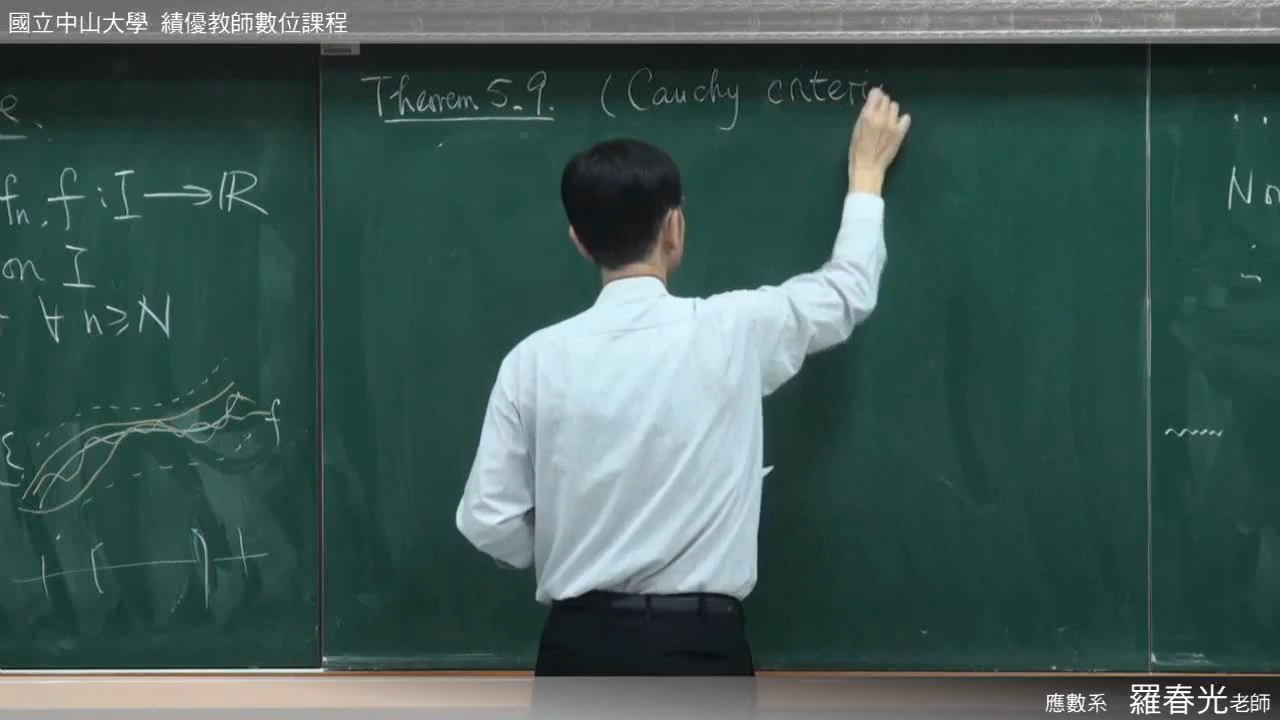 國立中山大學 績優教師數位課程
Theorem 5.9. (Cauchy criteri
fn, f : I → ℝ
on I
∀ n ≥ N
f
應數系 羅春光老師